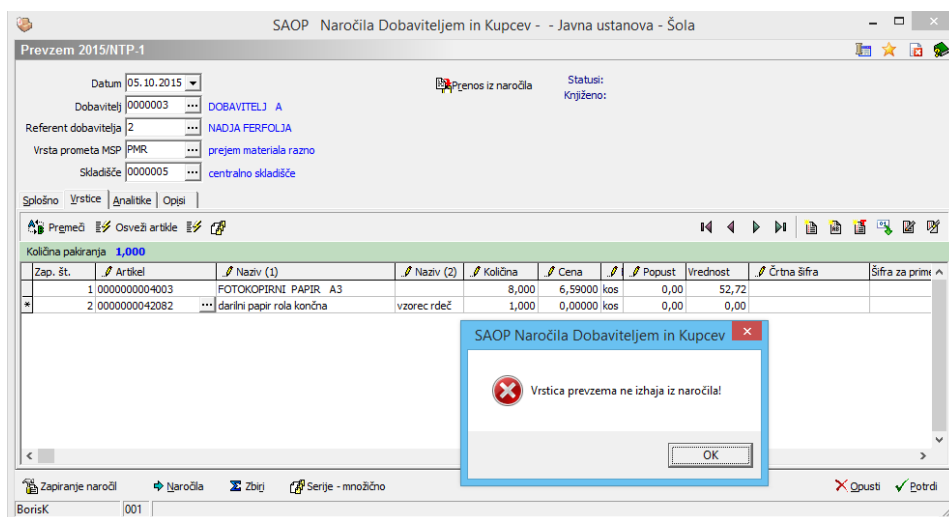 SAOP Naročila Dobaviteljem in Kupcev - - Javna ustanova - Šola
Prevzem 2015/NTP-1
Datum 05.10.2015
Prenos iz naročila
Statusi:
Knjiženo:
Dobavitelj 0000003 ... DOBAVITELJ A
Referent dobavitelja 2 ... NADJA FERFOLJA
Vrsta prometa MSP PMR ... prejem materiala razno
Skladišče 0000005 ... centralno skladišče
Splošno Vrstice Analitike Opisi
Premeči Osveži artikle
Količina pakiranja 1,000
Zap. št. Artikel Naziv (1) Naziv (2) Količina Cena Popust Vrednost Črtna šifra Šifra za prime
1 0000000004003 FOTOKOPIRNI PAPIR A3 8,000 6,59000 kos 0,00 52,72
* 2 0000000042082 ... darilni papir rola končna vzorec rdeč 1,000 0,00000 kos 0,00 0,00
SAOP Naročila Dobaviteljem in Kupcev
Vrstica prevzema ne izhaja iz naročila!
OK
Zapiranje naročil Naročila Zbirj Serije - množično Opusti Potrdi
BorisK 001